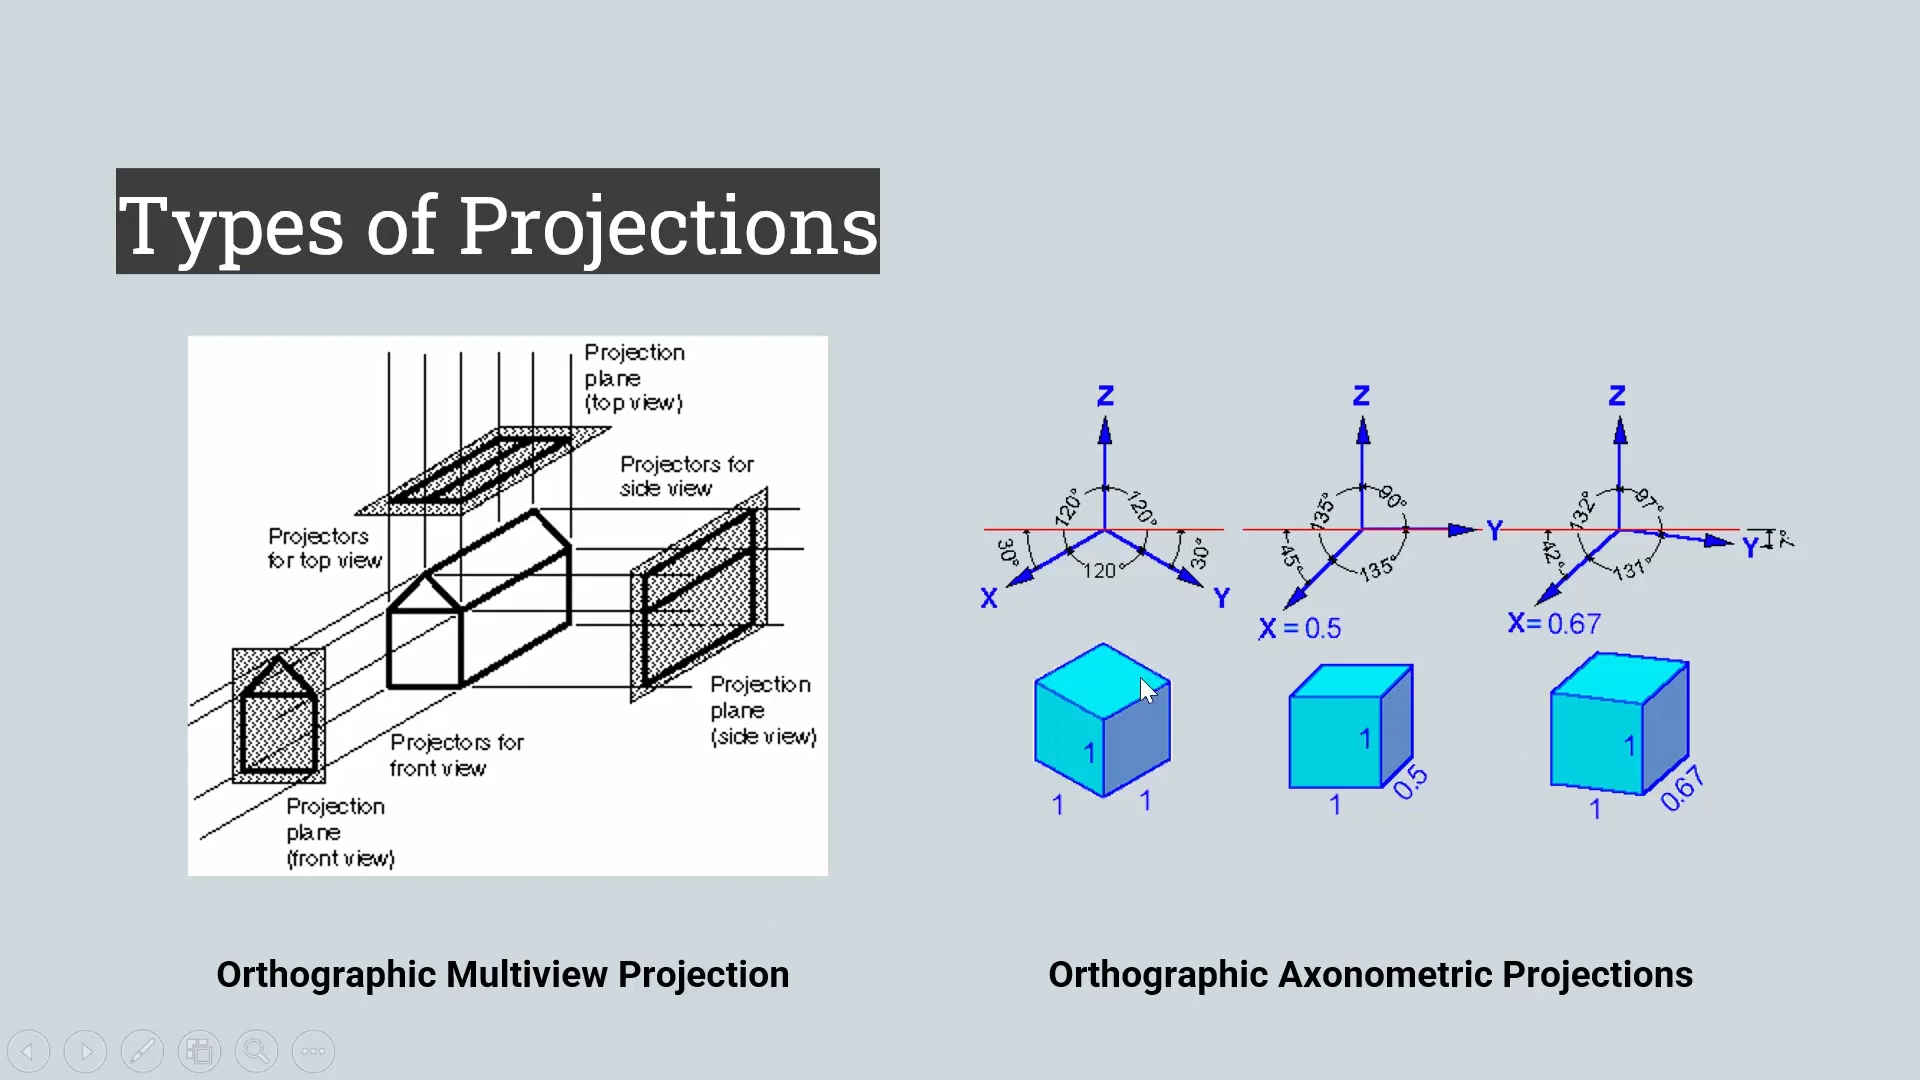 Types of Projections
Projection
plane
(top view)
Projectors for
side view
Projectors
for top view
Projection
plane
(side view)
Projectors for
front view
Projection
plane
(front view)
Orthographic Multiview Projection
Z
120°
120°
30°
30°
120°
X
Y
1
1
1
Z
135°
90°
Y
45°
135°
X = 0.5
1
1
0.5
Z
132°
97°
Y
7°
42°
131°
X= 0.67
1
1
0.67
Orthographic Axonometric Projections